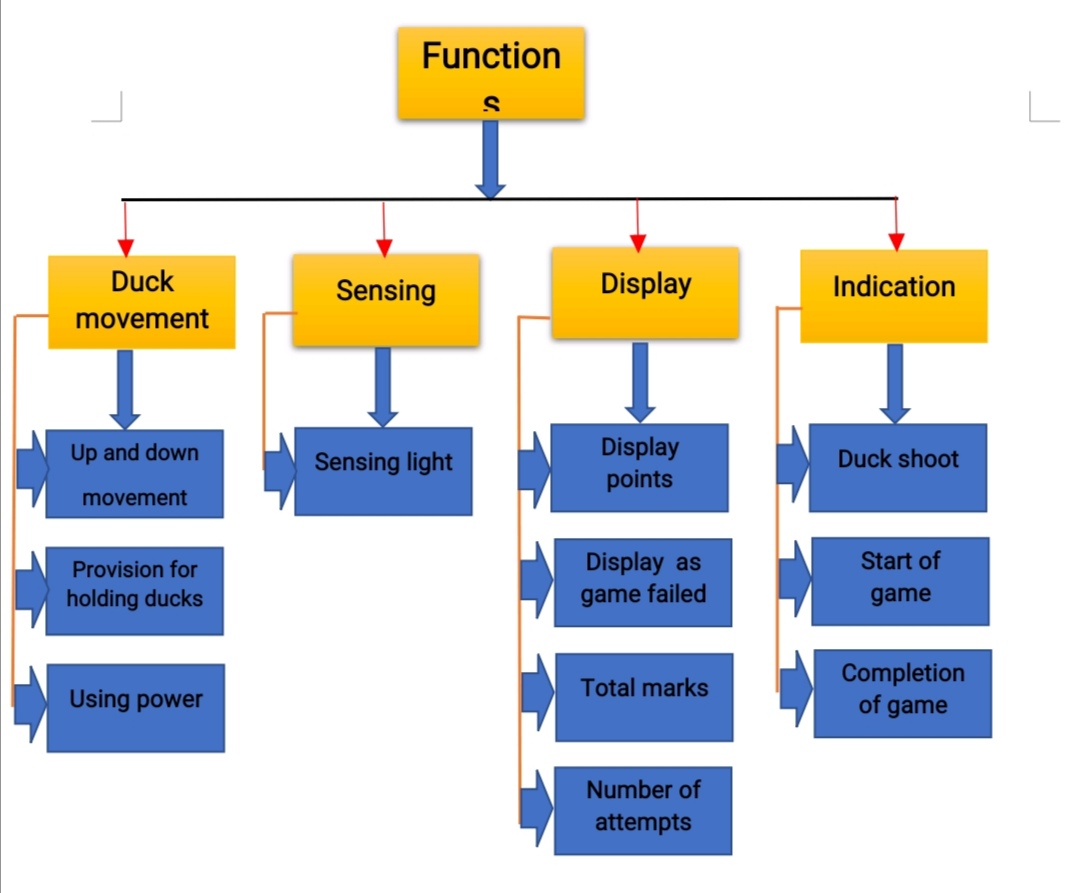 Function
s
Duck
movement
Sensing
Display
Indication
Up and down
movement
Provision for
holding ducks
Using power
Sensing light
Display
points
Display as
game failed
Total marks
Number of
attempts
Duck shoot
Start of
game
Completion
of game